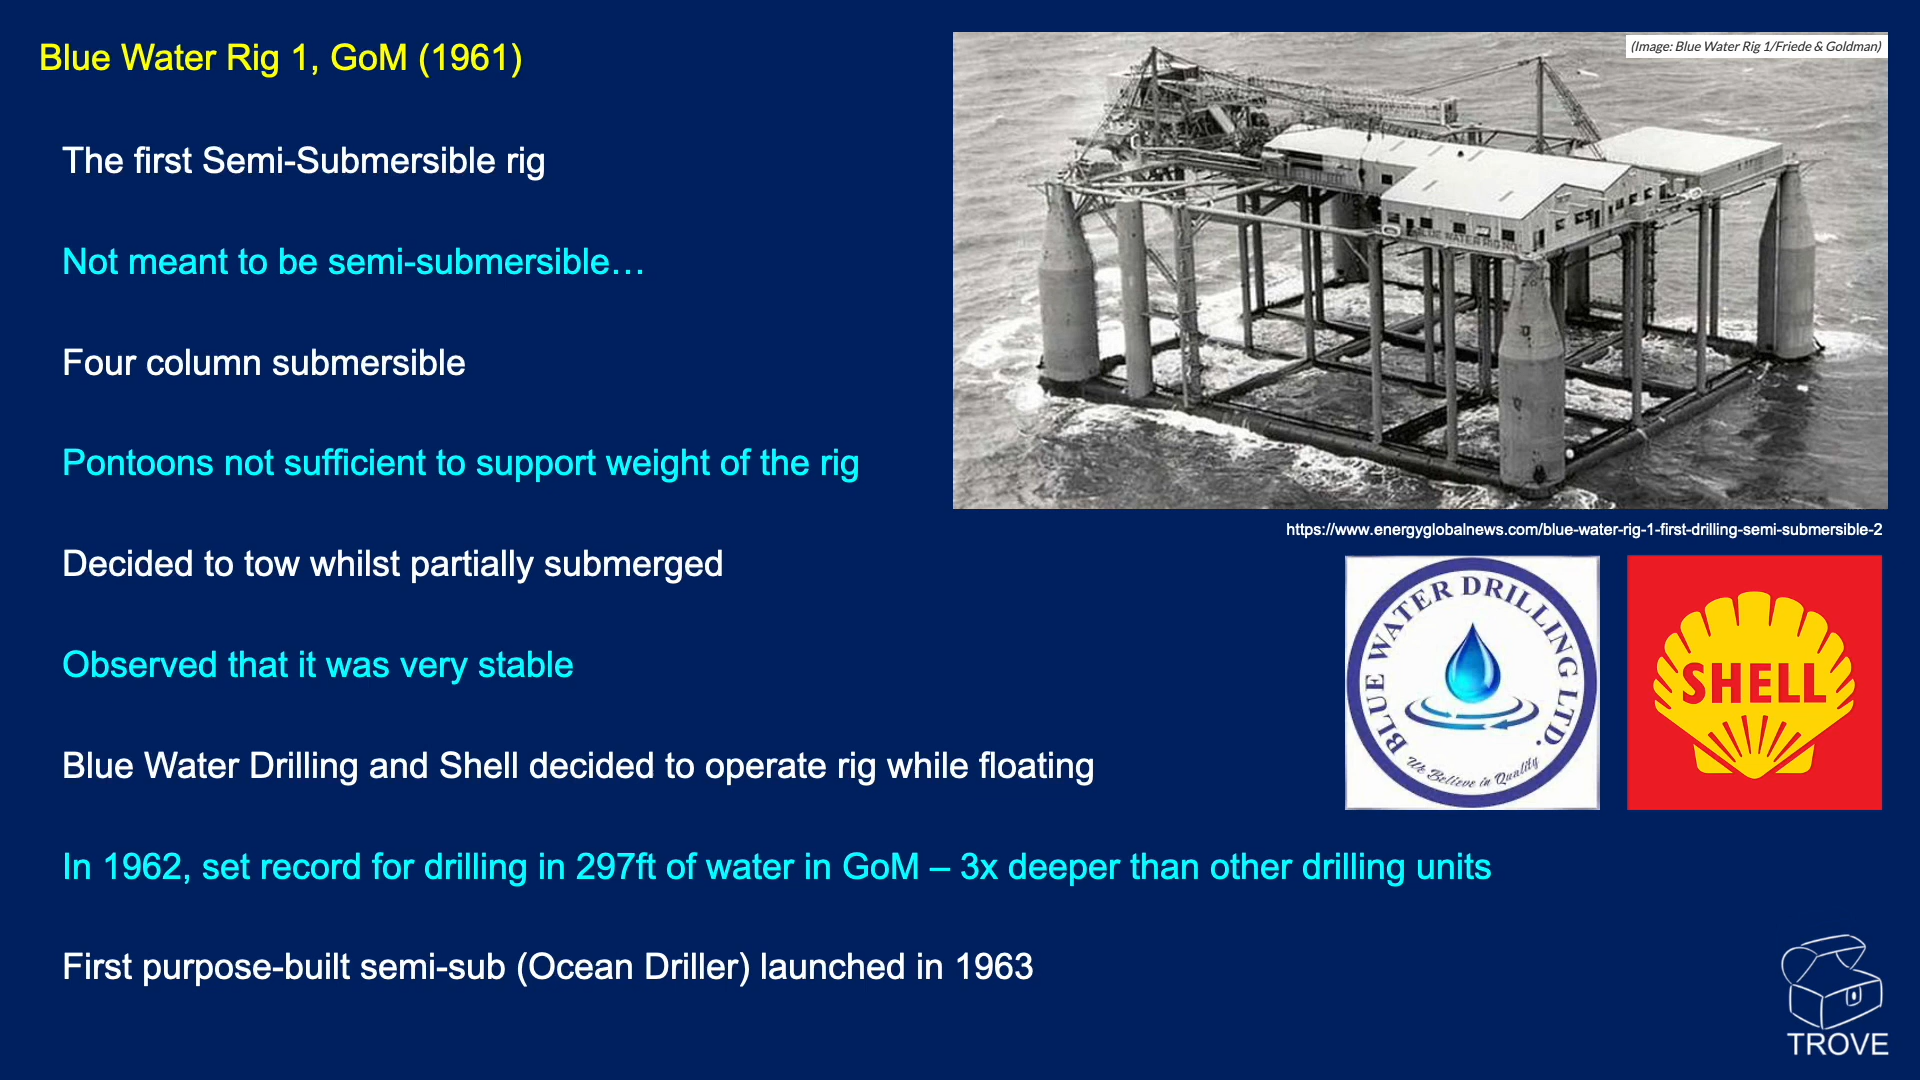 Blue Water Rig 1, GoM (1961)
The first Semi-Submersible rig
Not meant to be semi-submersible…
Four column submersible
Pontoons not sufficient to support weight of the rig
Decided to tow whilst partially submerged
Observed that it was very stable
Blue Water Drilling and Shell decided to operate rig while floating
In 1962, set record for drilling in 297ft of water in GoM – 3x deeper than other drilling units
First purpose-built semi-sub (Ocean Driller) launched in 1963
(Image: Blue Water Rig 1/Friede & Goldman)
BLUE WATER RIG NO.
https://www.energyglobalnews.com/blue-water-rig-1-first-drilling-semi-submersible-2
BLUE WATER DRILLING LTD.
We Believe in Quality
SHELL
TROVE